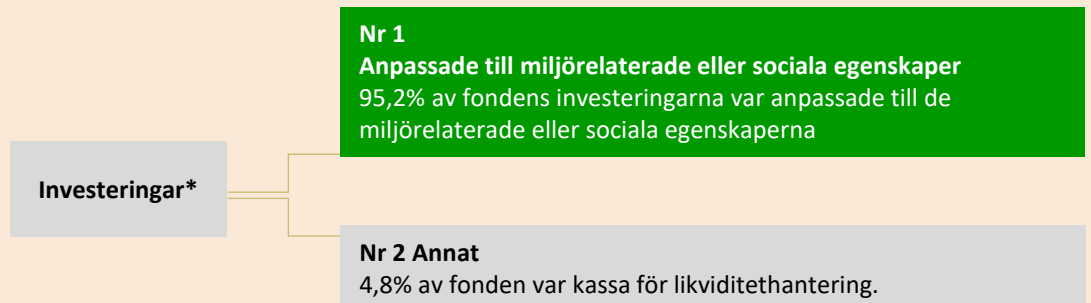 Nr 1
Anpassade till miljörelaterade eller sociala egenskaper
95,2% av fondens investeringarna var anpassade till de
miljörelaterade eller sociala egenskaperna
Investeringar*
Nr 2 Annat
4,8% av fonden var kassa för likviditethantering.